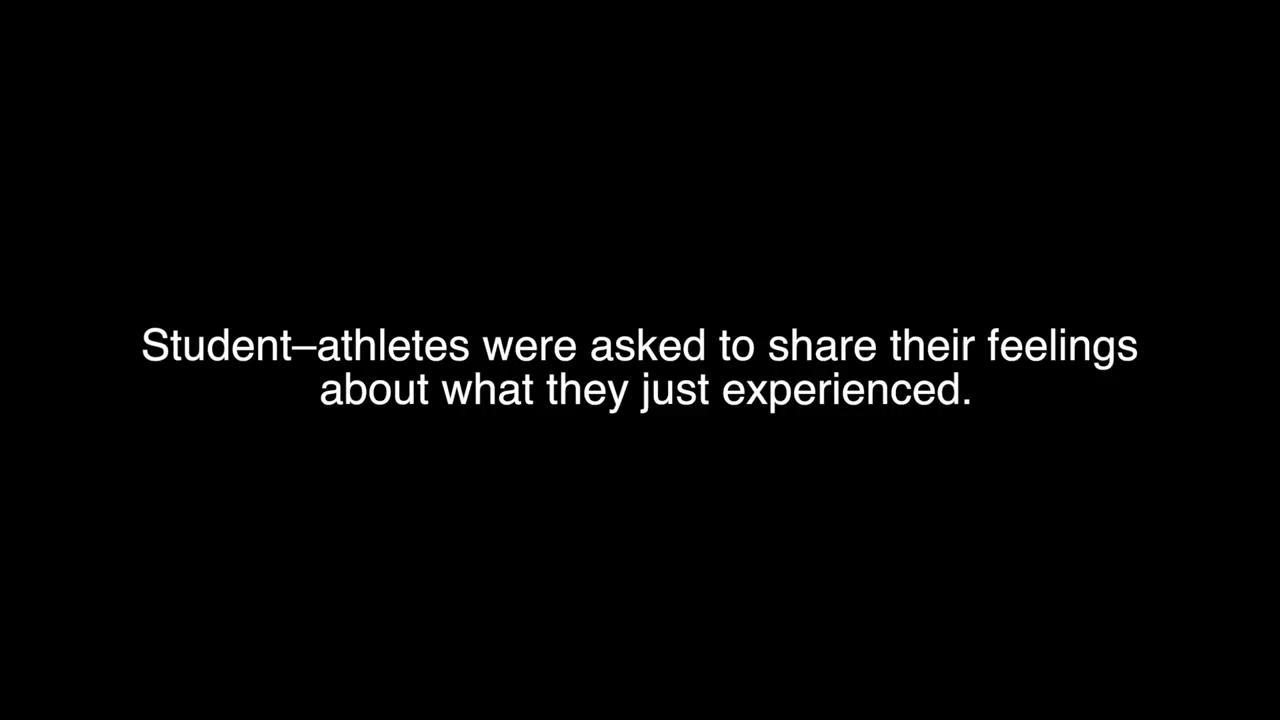 Student–athletes were asked to share their feelings
about what they just experienced.